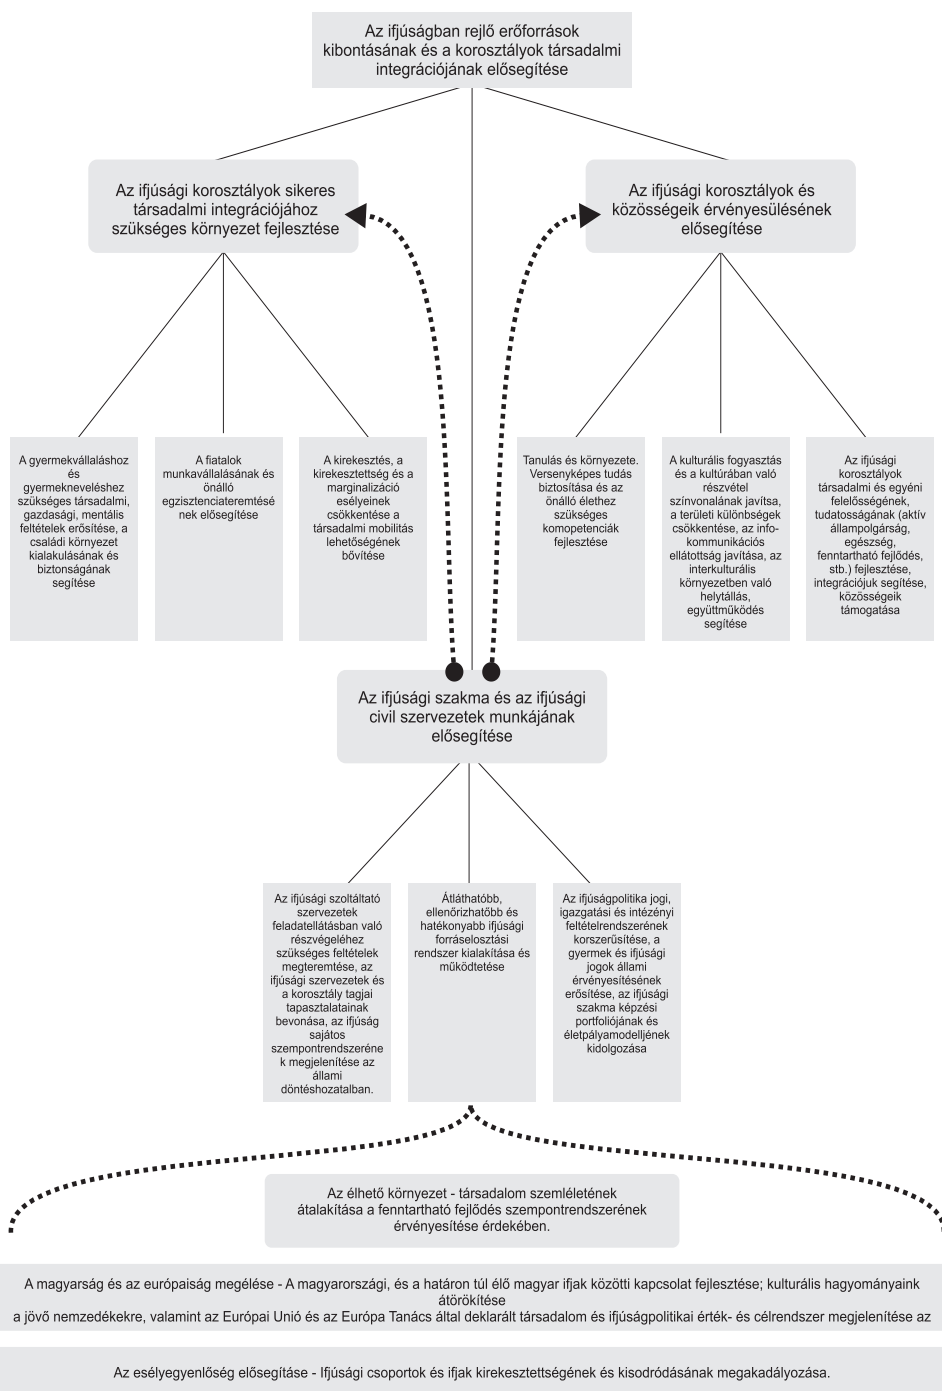 Az ifjúságban rejlő erőforrások
kibontásának és a korosztályok társadalmi
integrációjának elősegítése
Az ifjúsági korosztályok sikeres
társadalmi integrációjához
szükséges környezet fejlesztése
Az ifjúsági korosztályok és
közösségeik érvényesülésének
elősegítése
A gyermekvállaláshoz
és
gyermekneveléshez
szükséges társadalmi,
gazdasági, mentális
feltételek erősítése, a
családi környezet
kialakulásának és
biztonságának
segítése
A fiatalok
munkavállalásának és
önálló
egzisztenciateremtésé
nek elősegítése
A kirekesztés, a
kirekesztettség és a
marginalizáció
esélyeinek
csökkentése a
társadalmi mobilitás
lehetőségének
bővítése
Tanulás és környezete.
Versenyképes tudás
biztosítása és az
önálló élethez
szükséges
komopetenciák
fejlesztése
A kulturális fogyasztás
és a kultúrában való
részvétel
színvonalának javítsa,
a területi különbségek
csökkentése, az info-
kommunikációs
ellátottság javítása, az
interkulturális
környezetben való
helytállás,
együttműködés
segítése
Az ifjúsági
korosztályok
társadalmi és egyéni
felelősségének,
tudatosságának (aktív
állampolgárság,
egészség,
fenntartható fejlődés,
stb.) fejlesztése,
integrációjuk segítése,
közösségeik
támogatása
Az ifjúsági szakma és az ifjúsági
civil szervezetek munkájának
elősegítése
Az ifjúsági szoltáltató
szervezetek
feladatellátásban való
részvégeléhez
szükséges feltételek
megteremtése, az
ifjúsági szervezetek és
a korosztály tagjai
tapasztalatainak
bevonása, az ifjúság
sajátos
szempontrendszeréne
k megjelenítése az
állami
döntéshozatalban.
Átláthatóbb,
ellenőrizhatőbb és
hatékonyabb ifjúsági
forráselosztási
rendszer kialakítása és
működtetése
Az ifjúságpolitika jogi,
igazgatási és intézényi
feltételrendszerének
korszerűsítése, a
gyermek és ifjúsági
jogok állami
érvényesítésének
erősítése, az ifjúsági
szakma képzési
portfoliójának és
életpályamodelljének
kidolgozása
Az élhető környezet - társadalom szemléletének
átalakítása a fenntartható fejlődés szempontrendszerének
érvényesítése érdekében.
A magyarság és az európaiság megélése - A magyarországi, és a határon túl élő magyar ifjak közötti kapcsolat fejlesztése; kulturális hagyományaink
átörökítése
a jövő nemzedékekre, valamint az Európai Unió és az Európa Tanács által deklarált társadalom és ifjúságpolitikai érték- és célrendszer megjelenítése az
Az esélyegyenlőség elősegításe - Ifjúsági csoportok és ifjak kirekesztettségének és kisodródásának megakadályozása.